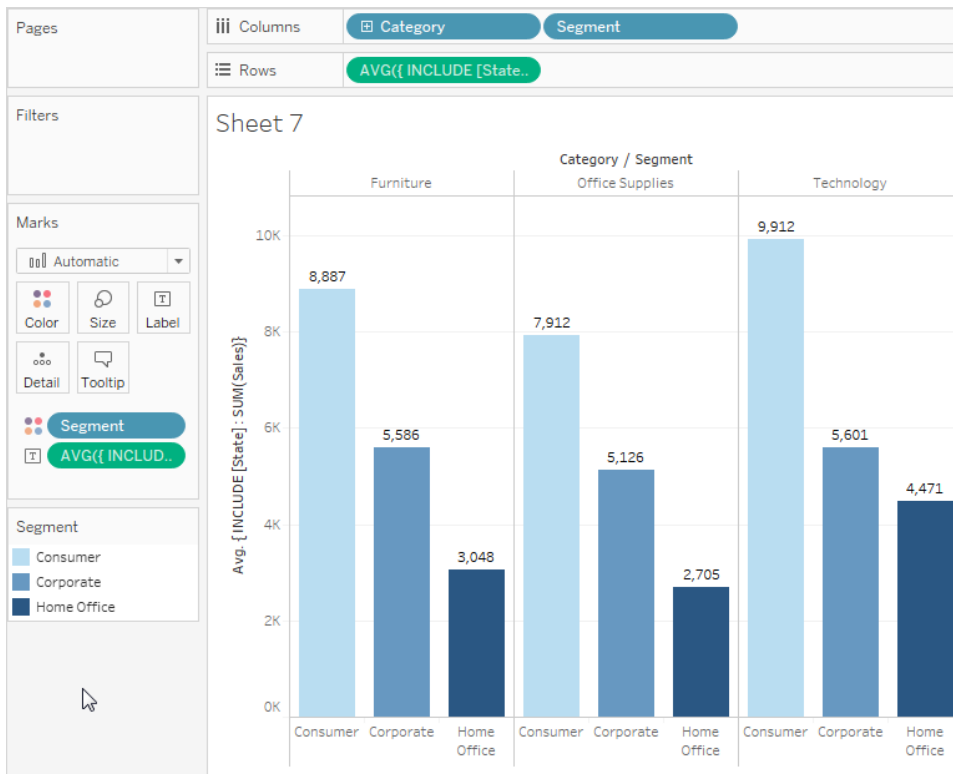 Pages
Columns
Category
Segment
Rows
AVG({ INCLUDE [State..
Filters
Sheet 7
Category / Segment
Furniture
Office Supplies
Technology
Marks
Automatic
Color
Size
T
Label
Detail
Tooltip
Segment
T
AVG({ INCLUD..
Segment
Consumer
Corporate
Home Office
Avg. { INCLUDE [State] : SUM(Sales)}
10K
8K
6K
4K
2K
0K
8,887
5,586
3,048
7,912
5,126
2,705
9,912
5,601
4,471
Consumer
Corporate
Home
Office
Consumer
Corporate
Home
Office
Consumer
Corporate
Home
Office